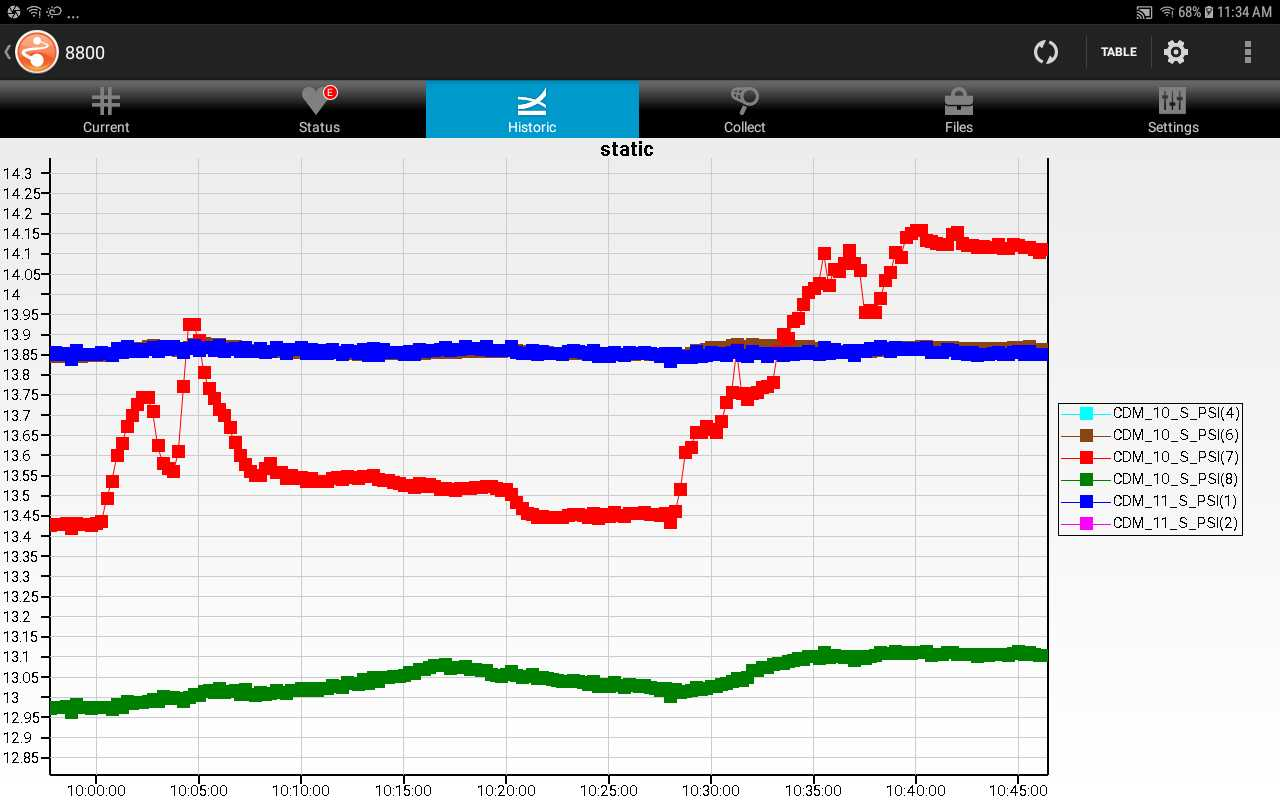 ... 68% 11:34 AM
8800 TABLE
E
Current Status Historic Collect Files Settings
static
14.3
14.25
14.2
14.15
14.1
14.05
14
13.95
13.9
13.85
13.8
13.75
13.7
13.65
13.6
13.55
13.5
13.45
13.4
13.35
13.3
13.25
13.2
13.15
13.1
13.05
13
12.95
12.9
12.85
CDM_10_S_PSI(4)
CDM_10_S_PSI(6)
CDM_10_S_PSI(7)
CDM_10_S_PSI(8)
CDM_11_S_PSI(1)
CDM_11_S_PSI(2)
10:00:00 10:05:00 10:10:00 10:15:00 10:20:00 10:25:00 10:30:00 10:35:00 10:40:00 10:45:00